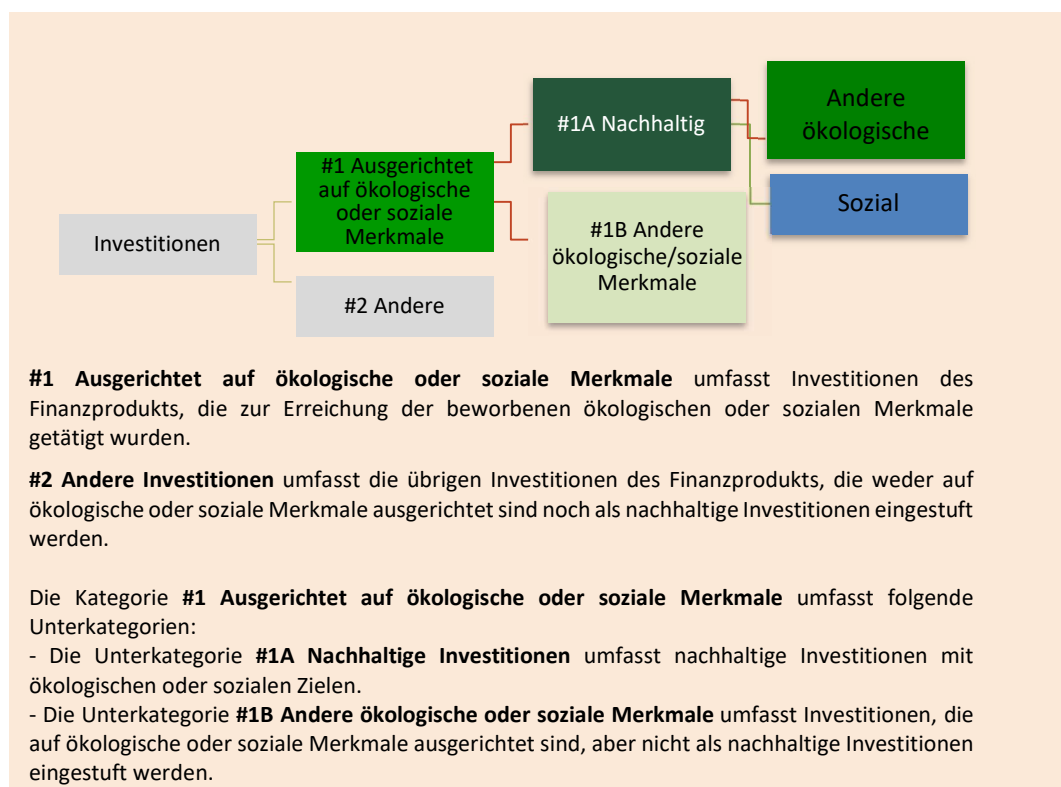 Investitionen
#1 Ausgerichtet
auf ökologische
oder soziale
Merkmale
#2 Andere
#1A Nachhaltig
#1B Andere
ökologische/soziale
Merkmale
Andere
ökologische
Sozial
#1 Ausgerichtet auf ökologische oder soziale Merkmale umfasst Investitionen des
Finanzprodukts, die zur Erreichung der beworbenen ökologischen oder sozialen Merkmale
getätigt wurden.
#2 Andere Investitionen umfasst die übrigen Investitionen des Finanzprodukts, die weder auf
ökologische oder soziale Merkmale ausgerichtet sind noch als nachhaltige Investitionen eingestuft
werden.
Die Kategorie #1 Ausgerichtet auf ökologische oder soziale Merkmale umfasst folgende
Unterkategorien:
- Die Unterkategorie #1A Nachhaltige Investitionen umfasst nachhaltige Investitionen mit
ökologischen oder sozialen Zielen.
- Die Unterkategorie #1B Andere ökologische oder soziale Merkmale umfasst Investitionen, die
auf ökologische oder soziale Merkmale ausgerichtet sind, aber nicht als nachhaltige Investitionen
eingestuft werden.